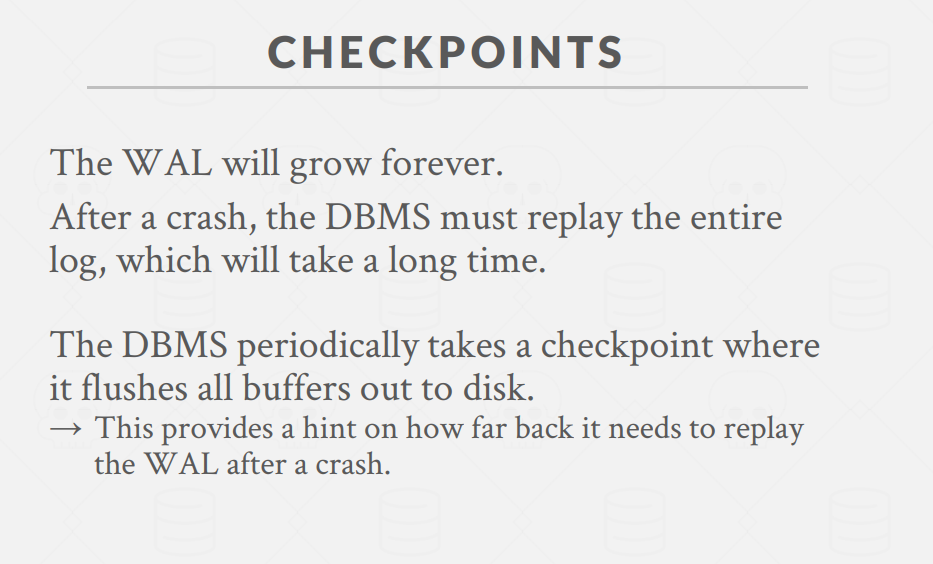 CHECKPOINTS
The WAL will grow forever.
After a crash, the DBMS must replay the entire
log, which will take a long time.
The DBMS periodically takes a checkpoint where
it flushes all buffers out to disk.
→ This provides a hint on how far back it needs to replay
the WAL after a crash.